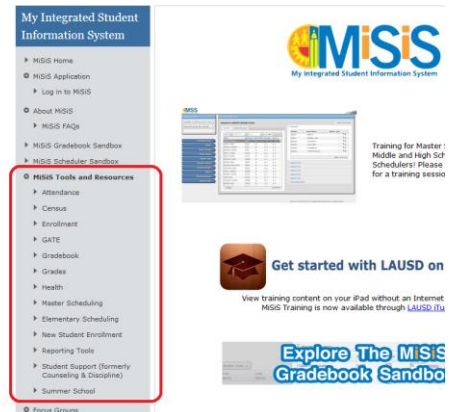 My Integrated Student
Information System
MiSiS Home
MiSiS Application
Log in to MiSiS
About MiSiS
MiSiS FAQs
MiSiS Gradebook Sandbox
MiSiS Scheduler Sandbox
MiSiS Tools and Resources
Attendance
Census
Enrollment
GATE
Gradebook
Grades
Health
Master Scheduling
Elementary Scheduling
New Student Enrollment
Reporting Tools
Student Support (formerly
Counseling & Discipline)
Summer School
Focus Groups
MiSiS
My Integrated Student Information System
MiSiS
Training for Master S
Middle and High Sch
Schedulers! Please
for a training sessio
Get started with LAUSD on
View training content on your iPad without an Internet
MiSiS Training is now available through LAUSD iTu
Explore The MiSiS
Gradebook Sandbo